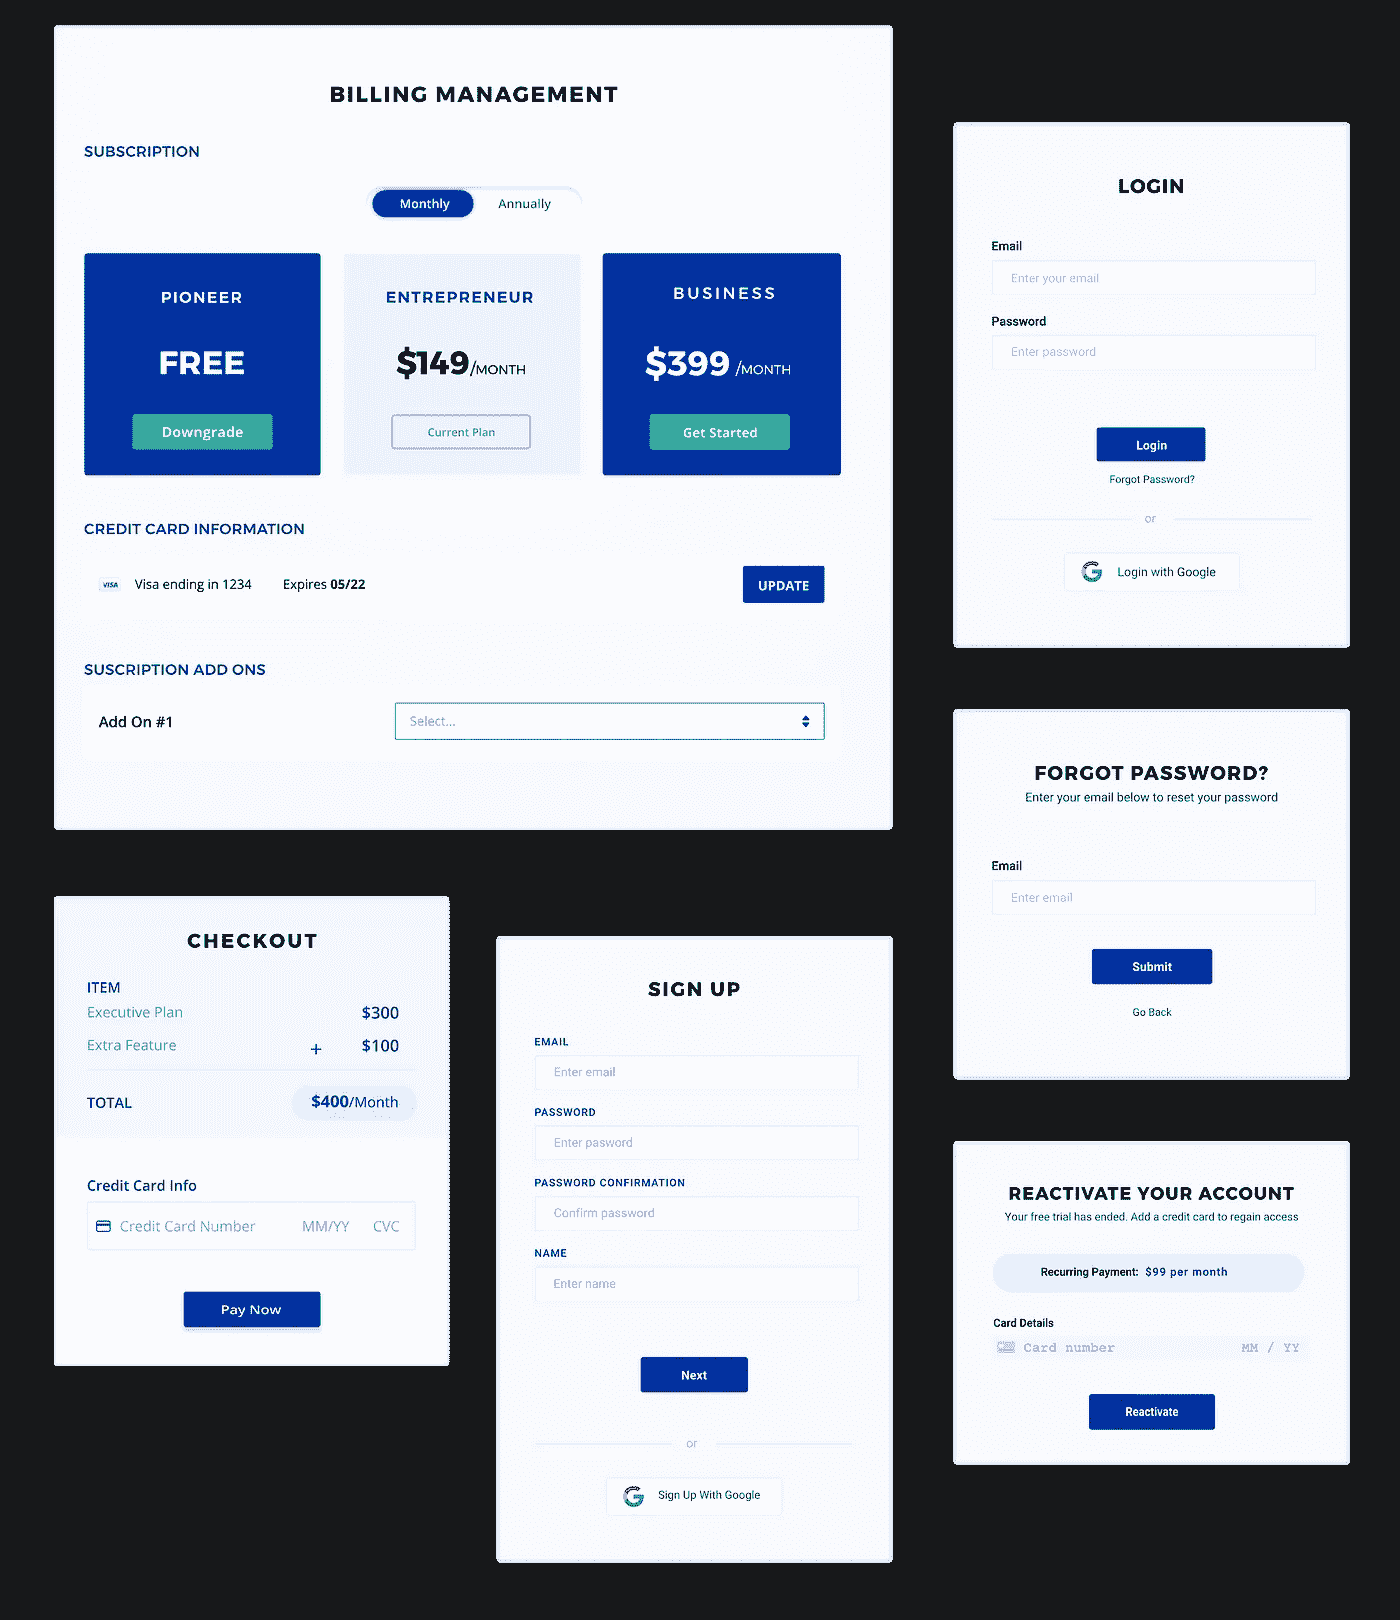 BILLING MANAGEMENT
SUBSCRIPTION
Monthly Annually
PIONEER
FREE
Downgrade
ENTREPRENEUR
$149/MONTH
Current Plan
BUSINESS
$399 /MONTH
Get Started
CREDIT CARD INFORMATION
VISA Visa ending in 1234 Expires 05/22 UPDATE
SUSCRIPTION ADD ONS
Add On #1 Select...
LOGIN
Email
Enter your email
Password
Enter password
Login
Forgot Password?
or
G Login with Google
FORGOT PASSWORD?
Enter your email below to reset your password
Email
Enter email
Submit
Go Back
CHECKOUT
ITEM
Executive Plan $300
Extra Feature + $100
TOTAL $400/Month
Credit Card Info
Credit Card Number MM/YY CVC
Pay Now
SIGN UP
EMAIL
Enter email
PASSWORD
Enter pasword
PASSWORD CONFIRMATION
Confirm password
NAME
Enter name
Next
or
G Sign Up With Google
REACTIVATE YOUR ACCOUNT
Your free trial has ended. Add a credit card to regain access
Recurring Payment: $99 per month
Card Details
Card number MM / YY
Reactivate